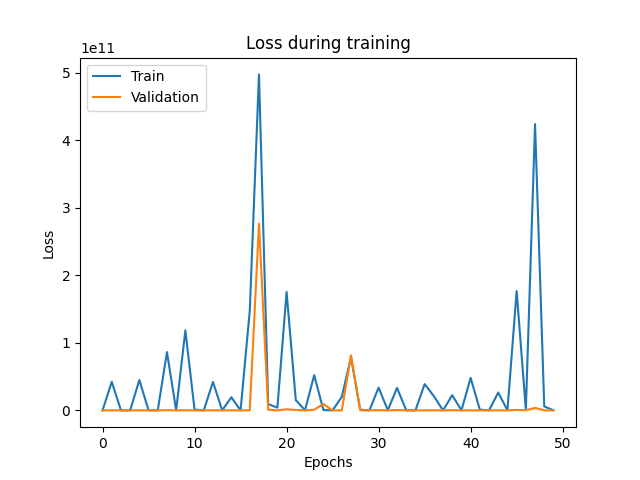 Loss during training
1e11
Train
Validation
5
4
3
2
1
0
Loss
0 10 20 30 40 50
Epochs